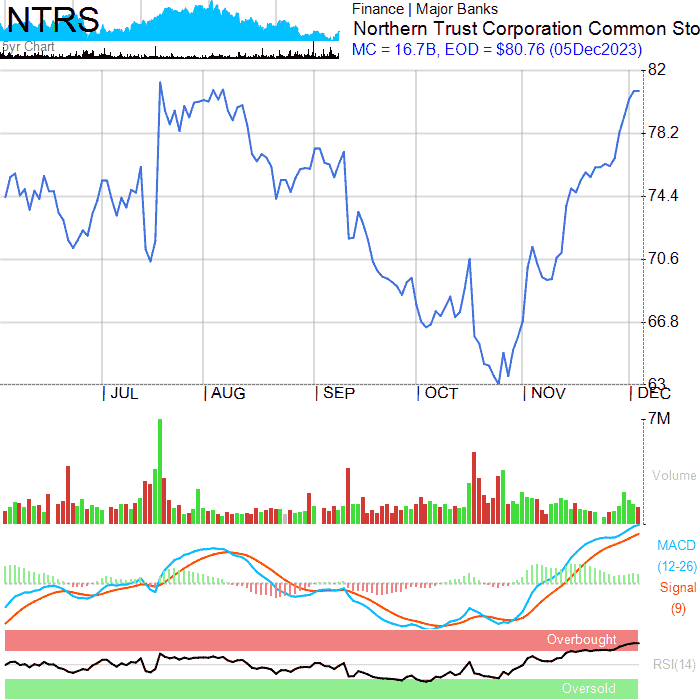 NTRS
5yr Chart
Finance | Major Banks
Northern Trust Corporation Common Sto
MC = 16.7B, EOD = $80.76 (05Dec2023)
82
78.2
74.4
70.6
66.8
63
| JUL | AUG | SEP | OCT | NOV | DEC
7M
Volume
MACD
(12-26)
Signal
(9)
Overbought
RSI(14)
Oversold